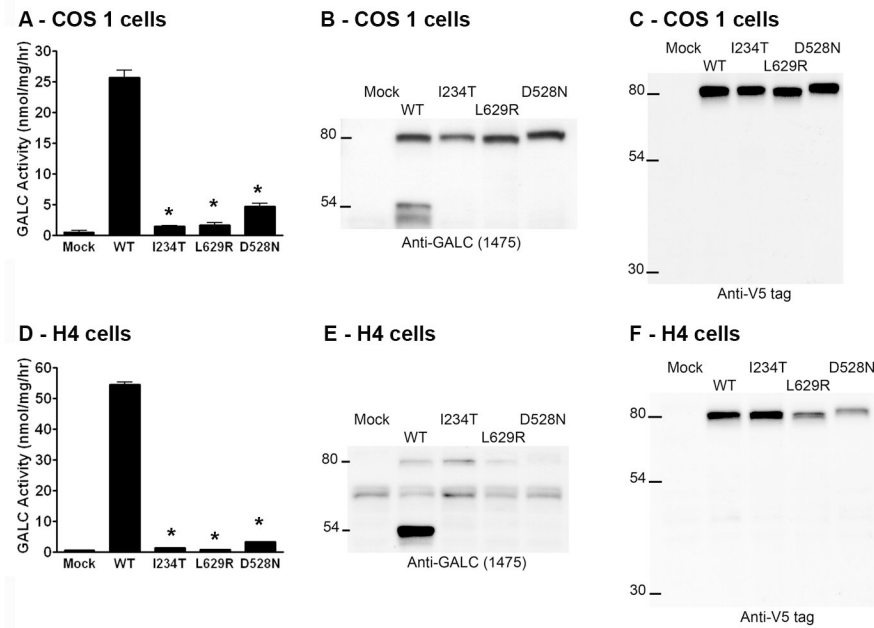 A - COS 1 cells
GALC Activity (nmol/mg/hr)
30
25
20
15
10
5
0
* * *
Mock WT I234T L629R D528N
B - COS 1 cells
Mock I234T D528N
WT L629R
80
54
Anti-GALC (1475)
C - COS 1 cells
Mock I234T D528N
WT L629R
80
54
30
Anti-V5 tag
D - H4 cells
GALC Activity (nmol/mg/hr)
60
50
40
30
20
10
0
* * *
Mock WT I234T L629R D528N
E - H4 cells
Mock I234T D528N
WT L629R
80
54
Anti-GALC (1475)
F - H4 cells
Mock I234T D528N
WT L629R
80
54
30
Anti-V5 tag